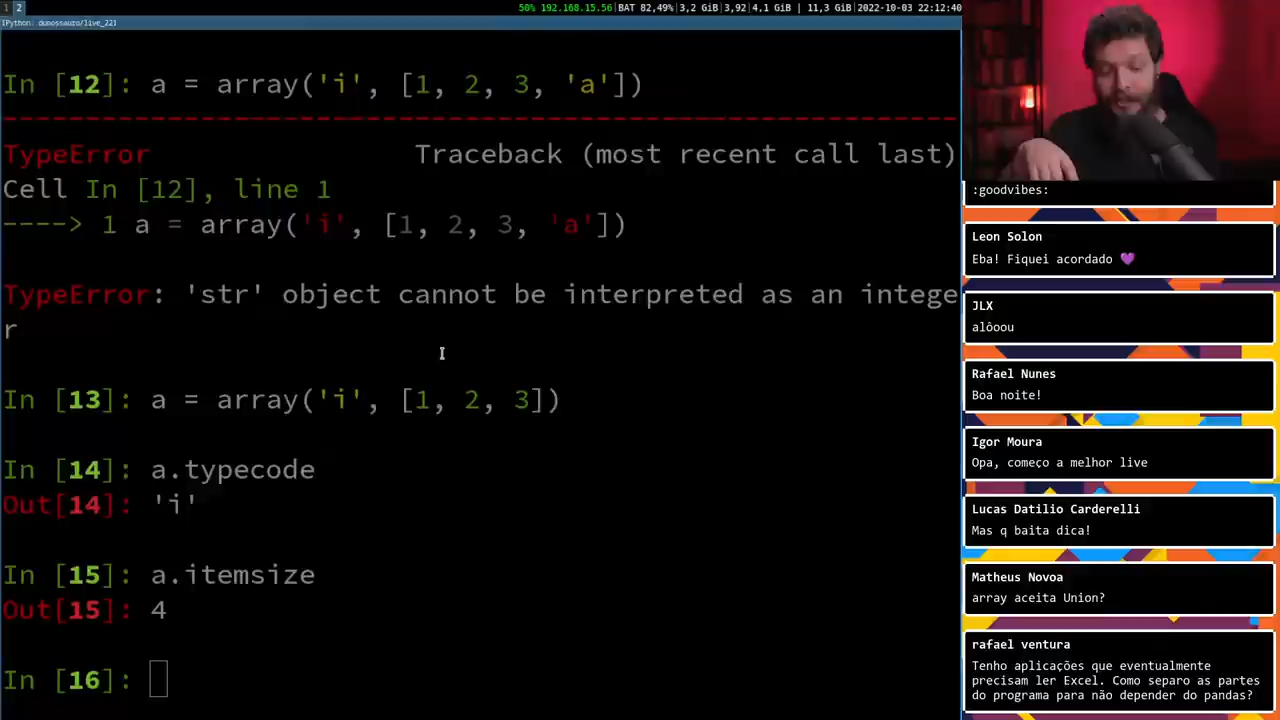 1 2
50% 192.168.15.56|BAT 82,49%|3,2 GiB|3,92|4,1 GiB | 11,3 GiB|2022-10-03 22:12:40
IPython: dunossauro/live_221
In [12]: a = array('i', [1, 2, 3, 'a'])
TypeError Traceback (most recent call last)
Cell In [12], line 1
----> 1 a = array('i', [1, 2, 3, 'a'])
TypeError: 'str' object cannot be interpreted as an intege
r
In [13]: a = array('i', [1, 2, 3])
In [14]: a.typecode
Out[14]: 'i'
In [15]: a.itemsize
Out[15]: 4
In [16]:
:goodvibes:
Leon Solon
Eba! Fiquei acordado 💜
JLX
alôoou
Rafael Nunes
Boa noite!
Igor Moura
Opa, começo a melhor live
Lucas Datilio Carderelli
Mas q baita dica!
Matheus Novoa
array aceita Union?
rafael ventura
Tenho aplicações que eventualmente
precisam ler Excel. Como separo as partes
do programa para não depender do pandas?